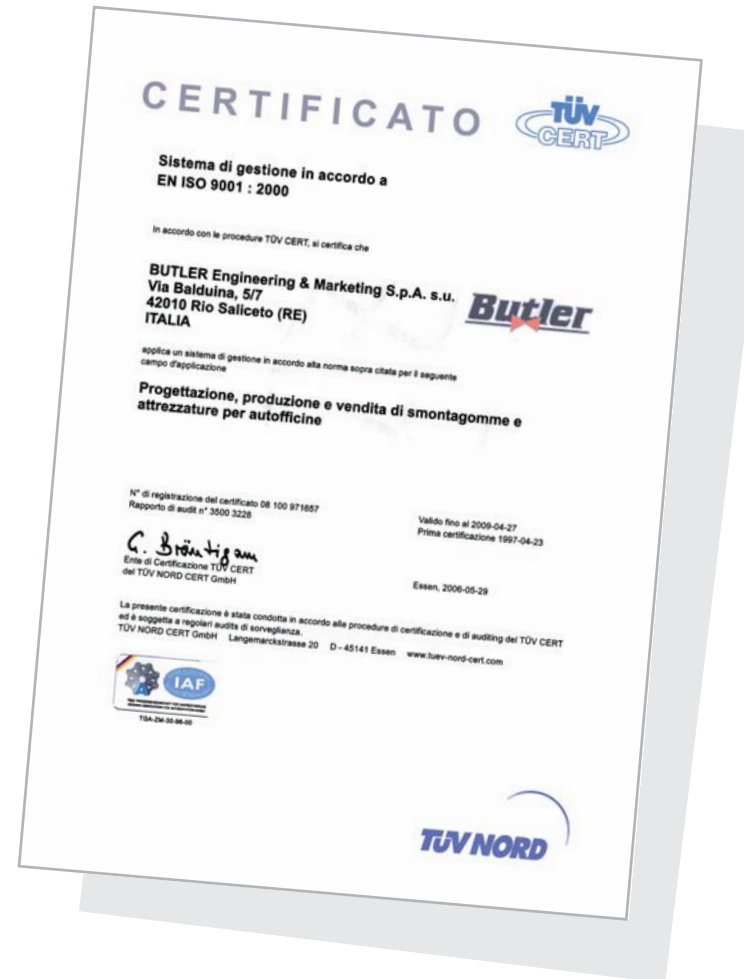 CERTIFICATO
TÜV
CERT
Sistema di gestione in accordo a
EN ISO 9001 : 2000
In accordo con le procedure TÜV CERT, si certifica che
BUTLER Engineering & Marketing S.p.A. s.u.
Via Balduina, 5/7
42010 Rio Saliceto (RE)
ITALIA
Butler
applica un sistema di gestione in accordo alla norma sopra citata per il seguente
campo d'applicazione
Progettazione, produzione e vendita di smontagomme e
attrezzature per autofficine
N° di registrazione del certificato 08 100 971657
Rapporto di audit n° 3500 3228
Valido fino al 2009-04-27
Prima certificazione 1997-04-23
G. Bräutigam
Ente di Certificazione TÜV CERT
del TÜV NORD CERT GmbH
Essen, 2006-05-29
La presente certificazione è stata condotta in accordo alle procedure di certificazione e di auditing del TÜV CERT
ed è soggetta a regolari audits di sorveglianza.
TÜV NORD CERT GmbH Langemarckstrasse 20 D - 45141 Essen www.tuev-nord-cert.com
IAF
TGA-ZM-30-96-00
TÜV NORD